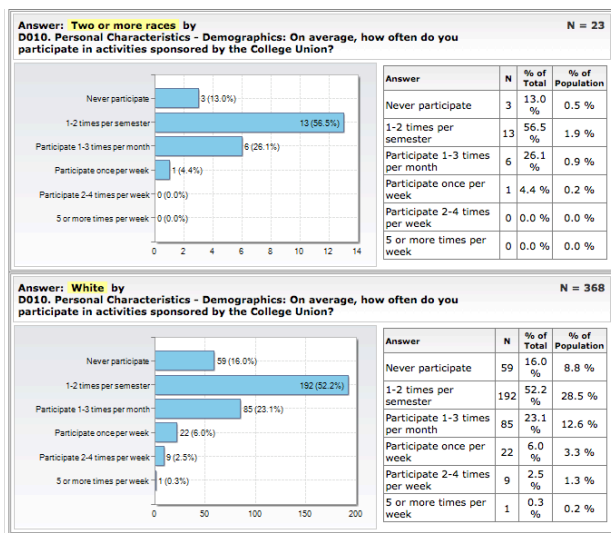 Answer: Two or more races by
N = 23
D010. Personal Characteristics - Demographics: On average, how often do you
participate in activities sponsored by the College Union?
Never participate
3 (13.0%)
1-2 times per semester
13 (56.5%)
Participate 1-3 times per month
6 (26.1%)
Participate once per week
1 (4.4%)
Participate 2-4 times per week
0 (0.0%)
5 or more times per week
0 (0.0%)
0 2 4 6 8 10 12 14
Answer N % of Total % of Population
Never participate 3 13.0 % 0.5 %
1-2 times per semester 13 56.5 % 1.9 %
Participate 1-3 times per month 6 26.1 % 0.9 %
Participate once per week 1 4.4 % 0.2 %
Participate 2-4 times per week 0 0.0 % 0.0 %
5 or more times per week 0 0.0 % 0.0 %
Answer: White by
N = 368
D010. Personal Characteristics - Demographics: On average, how often do you
participate in activities sponsored by the College Union?
Never participate
59 (16.0%)
1-2 times per semester
192 (52.2%)
Participate 1-3 times per month
85 (23.1%)
Participate once per week
22 (6.0%)
Participate 2-4 times per week
9 (2.5%)
5 or more times per week
1 (0.3%)
0 50 100 150 200
Answer N % of Total % of Population
Never participate 59 16.0 % 8.8 %
1-2 times per semester 192 52.2 % 28.5 %
Participate 1-3 times per month 85 23.1 % 12.6 %
Participate once per week 22 6.0 % 3.3 %
Participate 2-4 times per week 9 2.5 % 1.3 %
5 or more times per week 1 0.3 % 0.2 %